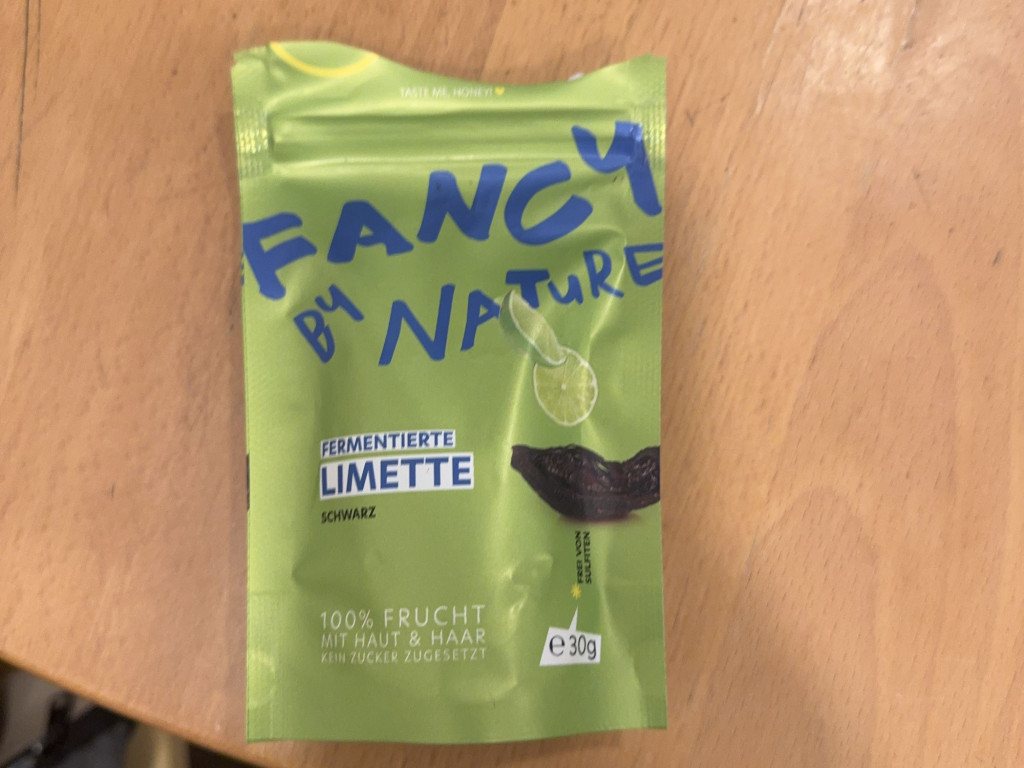 TASTE ME, HONEY!
FANCY
BY NATURE
FERMENTIERTE
LIMETTE
SCHWARZ
FREI VON
SULFITEN
100% FRUCHT
MIT HAUT & HAAR
KEIN ZUCKER ZUGESETZT
℮ 30g